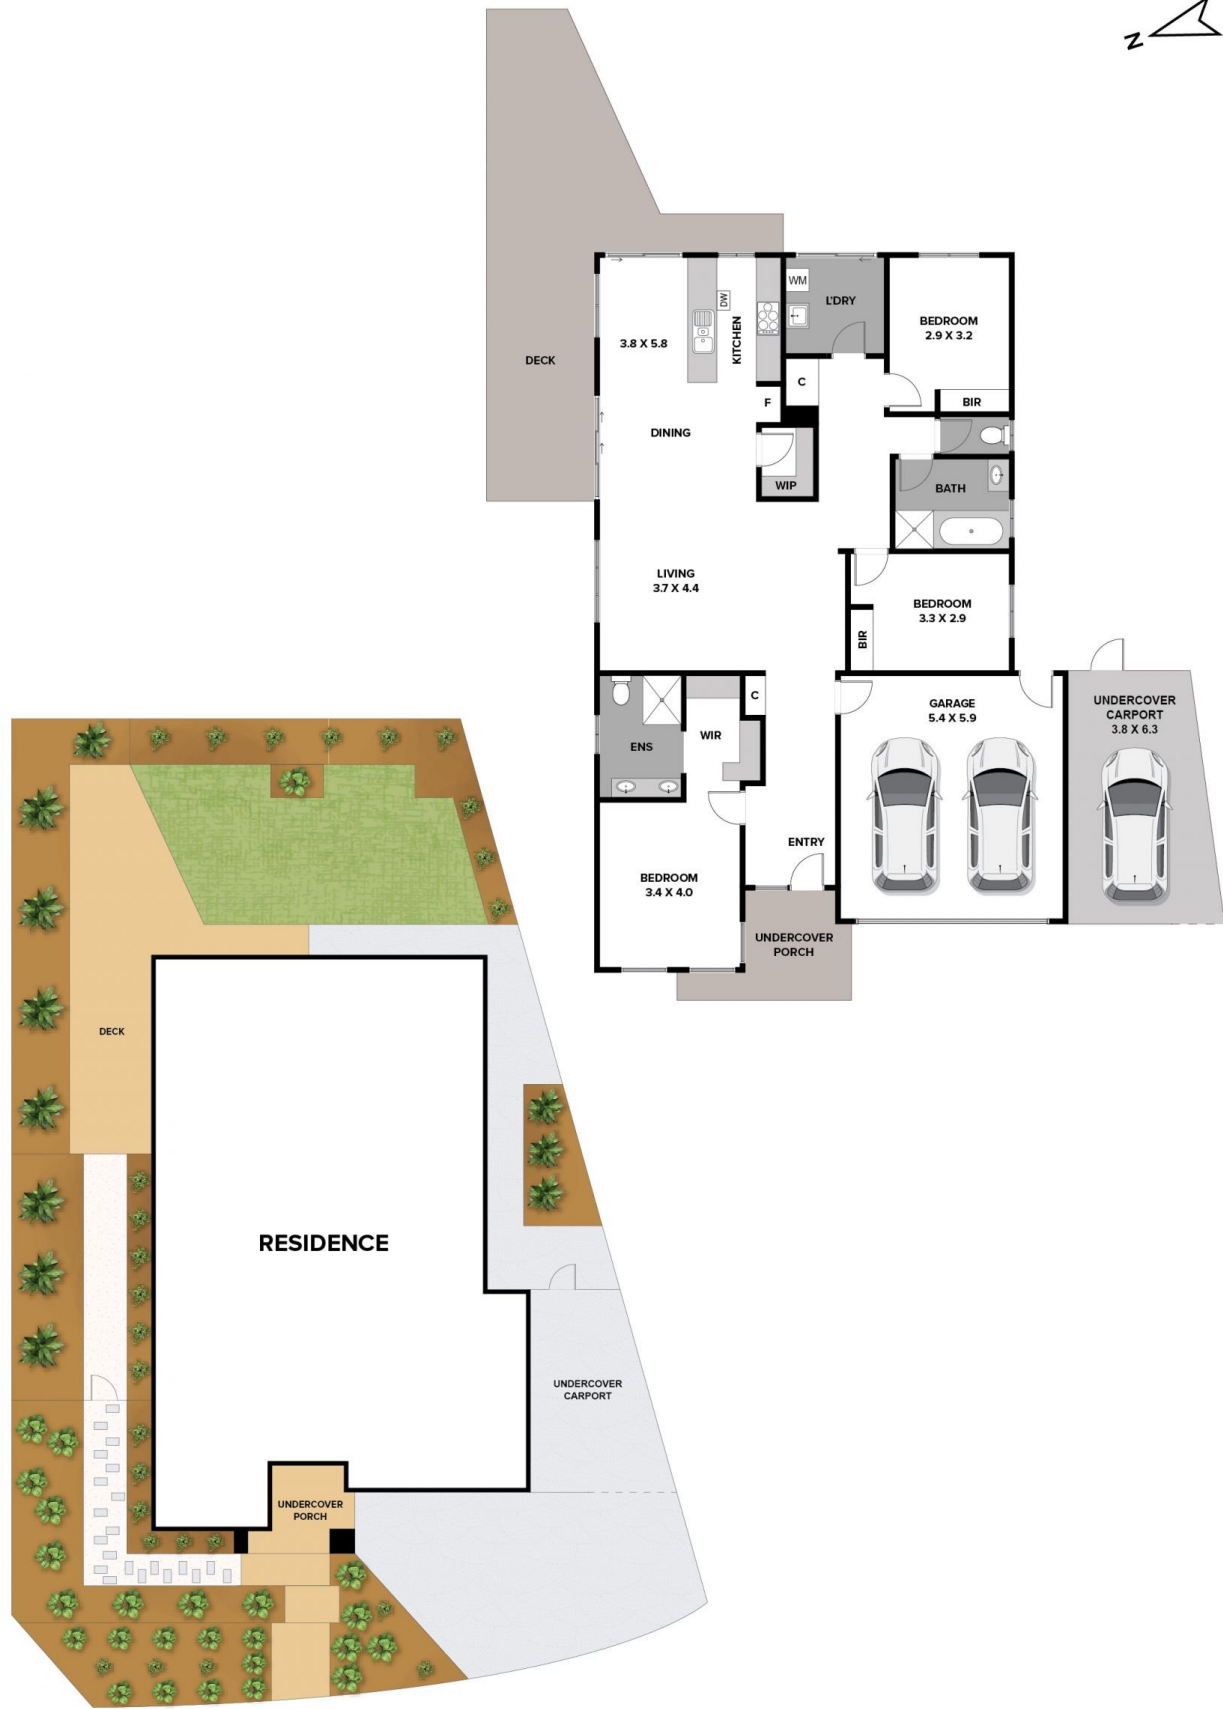 N
WM
L'DRY
DW
KITCHEN
BEDROOM
2.9 X 3.2
3.8 X 5.8
DECK
C
F
BIR
DINING
WIP
BATH
LIVING
3.7 X 4.4
BEDROOM
3.3 X 2.9
BIR
C
GARAGE
5.4 X 5.9
UNDERCOVER
CARPORT
3.8 X 6.3
ENS
WIR
ENTRY
BEDROOM
3.4 X 4.0
UNDERCOVER
PORCH
DECK
RESIDENCE
UNDERCOVER
CARPORT
UNDERCOVER
PORCH